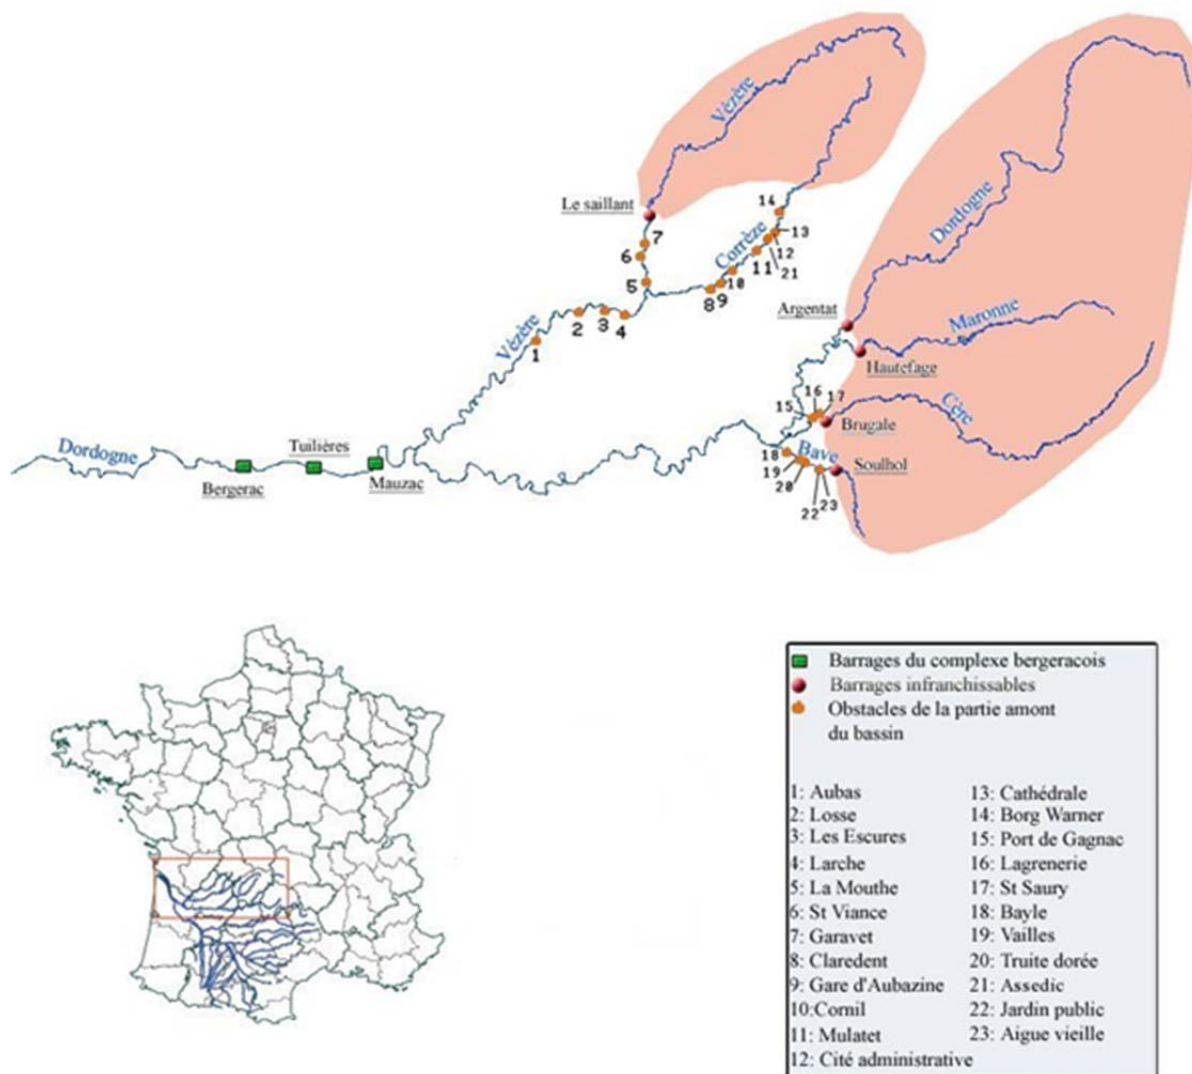 Vèzère
Dordogne
Le saillant
14
7
6
5
Corrèze
13
12
11
21
10
8
9
Argentat
Maronne
Hautefage
Vèzère
2
3
4
1
15
16
17
Cère
Brugale
Dordogne
Tuilières
Bergerac
Mauzac
18
Bave
Soulhol
19
20
22
23
Barrages du complexe bergeracois
Barrages infranchissables
Obstacles de la partie amont
du bassin
1: Aubas
2: Losse
3: Les Escures
4: Larche
5: La Mouthe
6: St Viance
7: Garavet
8: Claredent
9: Gare d'Aubazine
10:Cornil
11: Mulatet
12: Cité administrative
13: Cathédrale
14: Borg Warner
15: Port de Gagnac
16: Lagrenerie
17: St Saury
18: Bayle
19: Vailles
20: Truite dorée
21: Assedic
22: Jardin public
23: Aigue vieille